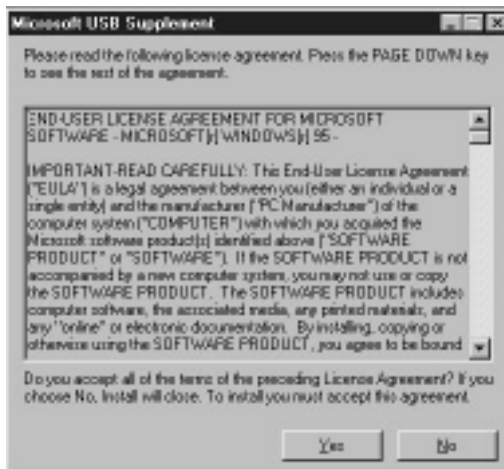 Microsoft USB Supplement
Please read the following license agreement. Press the PAGE DOWN key
to see the rest of the agreement.
END-USER LICENSE AGREEMENT FOR MICROSOFT
SOFTWARE - MICROSOFT(r) WINDOWS(r) 95 -
IMPORTANT-READ CAREFULLY: This End-User License Agreement
("EULA") is a legal agreement between you (either an individual or a
single entity) and the manufacturer ("PC Manufacturer") of the
computer system ("COMPUTER") with which you acquired the
Microsoft software product(s) identified above ("SOFTWARE
PRODUCT" or "SOFTWARE"). If the SOFTWARE PRODUCT is not
accompanied by a new computer system, you may not use or copy
the SOFTWARE PRODUCT. The SOFTWARE PRODUCT includes
computer software, the associated media, any printed materials, and
any "online" or electronic documentation. By installing, copying or
otherwise using the SOFTWARE PRODUCT, you agree to be bound
Do you accept all of the terms of the preceding License Agreement? If you
choose No, Install will close. To install you must accept this agreement.
Yes
No